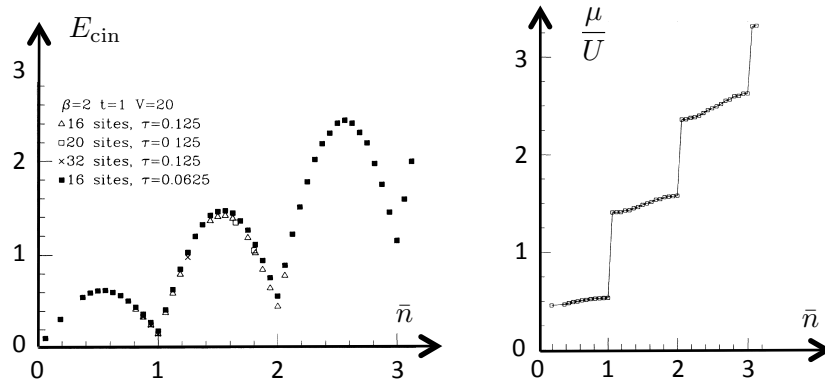 E_cin
3
β=2 t=1 V=20
△16 sites, τ=0.125
□20 sites, τ=0.125
×32 sites, τ=0.125
■16 sites, τ=0.0625
2
1
n̄
0
0 1 2 3
μ/U
3
2
1
n̄
0
0 1 2 3